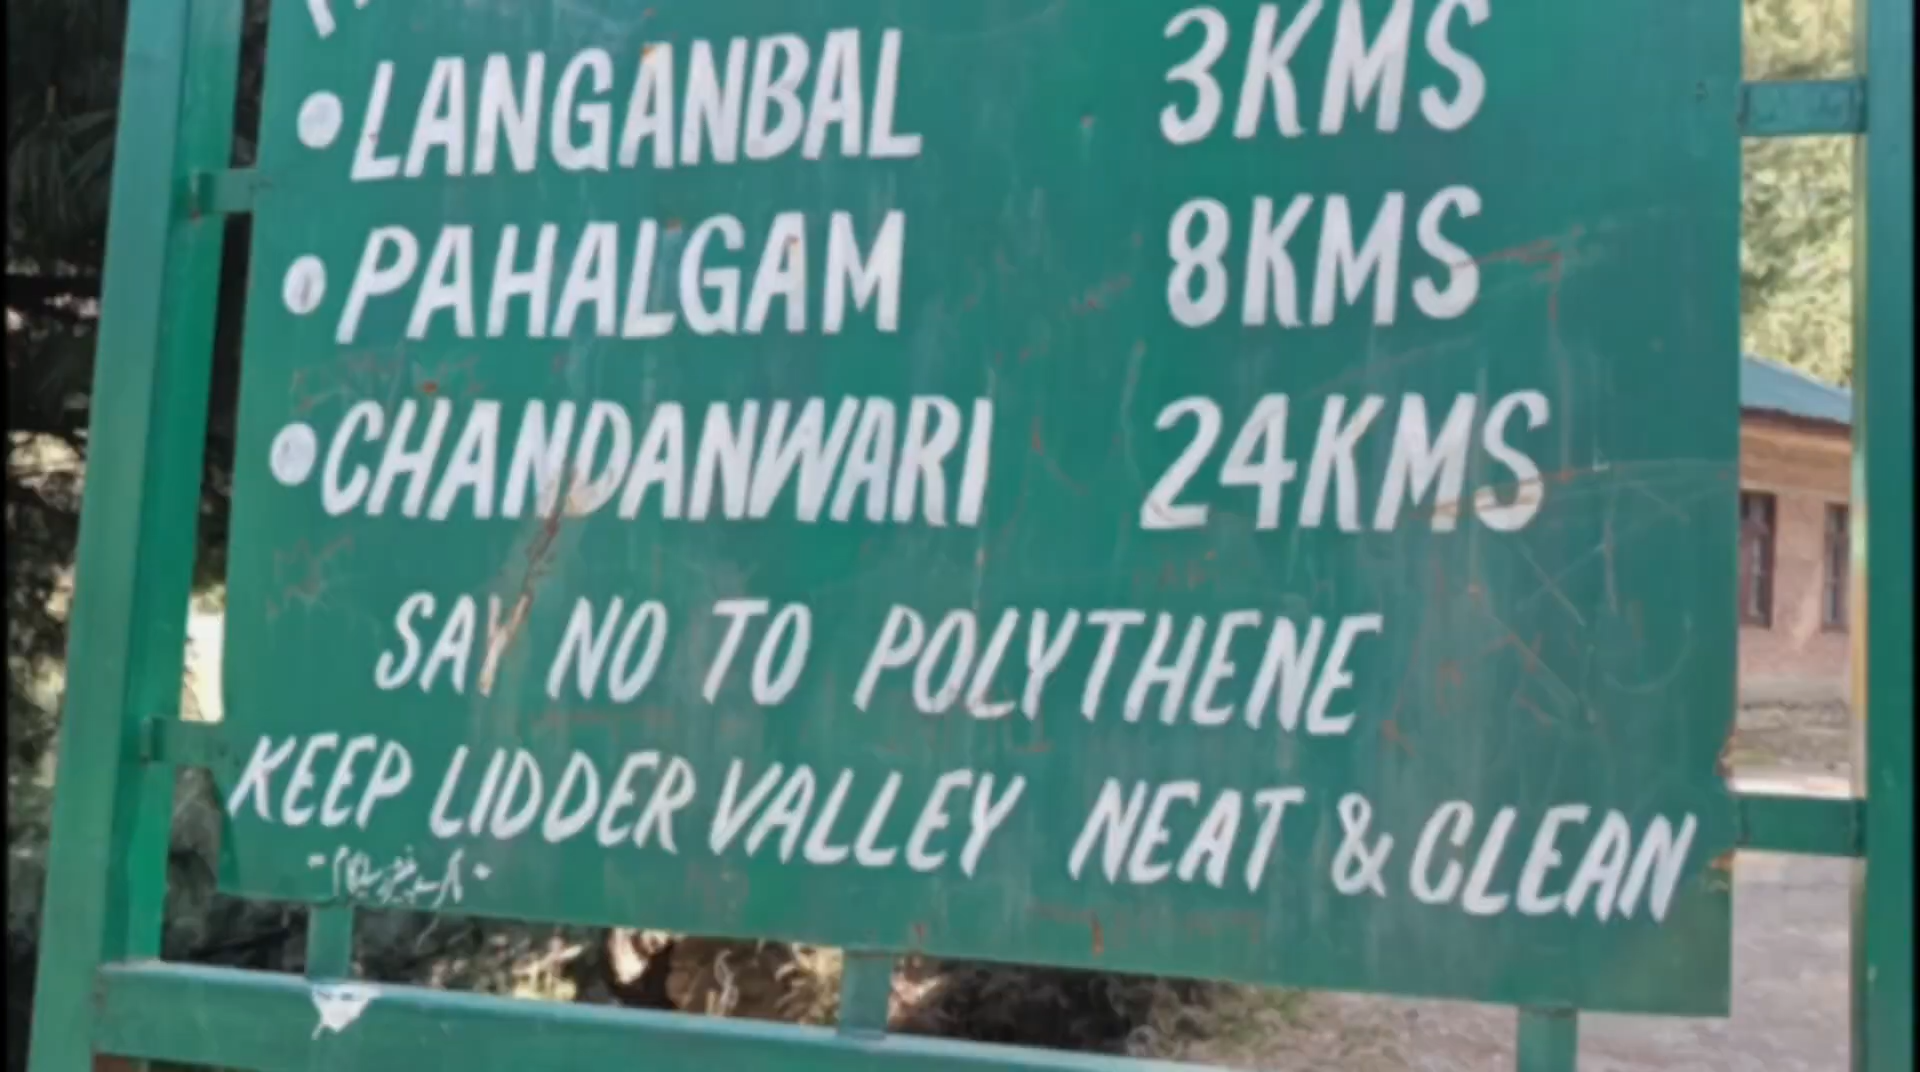 • LANGANBAL 3KMS
• PAHALGAM 8KMS
• CHANDANWARI 24KMS
SAY NO TO POLYTHENE
KEEP LIDDER VALLEY NEAT & CLEAN